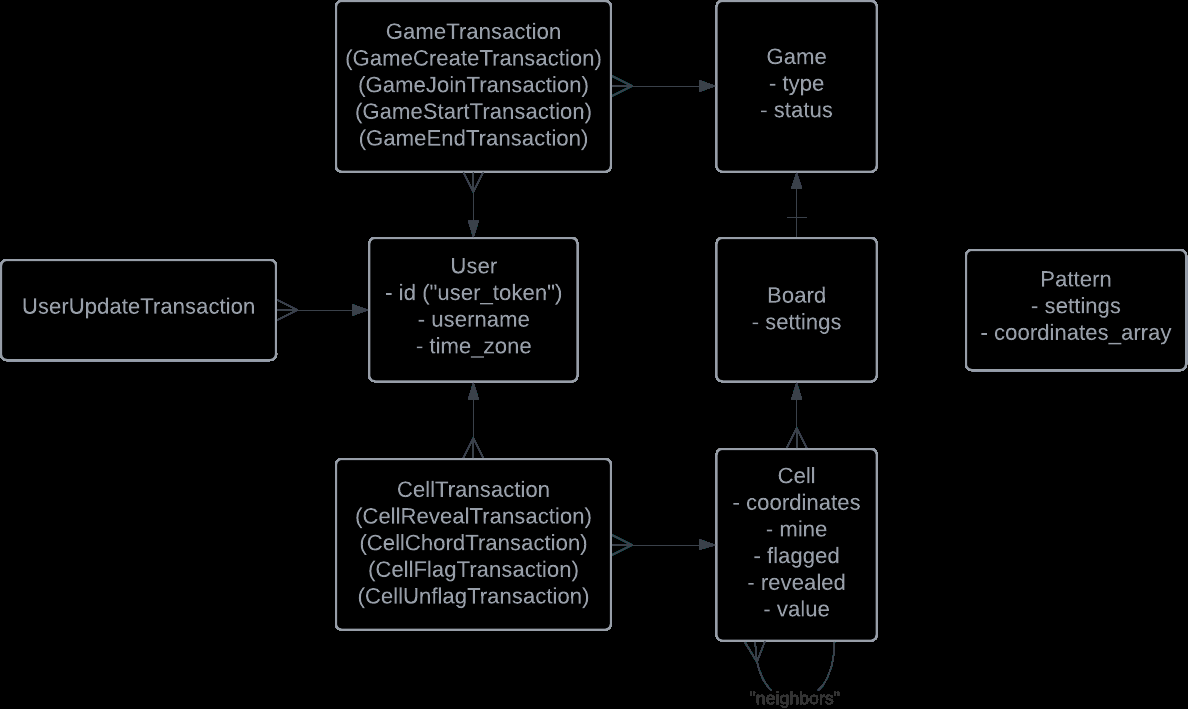 GameTransaction
(GameCreateTransaction)
(GameJoinTransaction)
(GameStartTransaction)
(GameEndTransaction)
Game
- type
- status
UserUpdateTransaction
User
- id ("user_token")
- username
- time_zone
Board
- settings
Pattern
- settings
- coordinates_array
CellTransaction
(CellRevealTransaction)
(CellChordTransaction)
(CellFlagTransaction)
(CellUnflagTransaction)
Cell
- coordinates
- mine
- flagged
- revealed
- value
"neighbors"